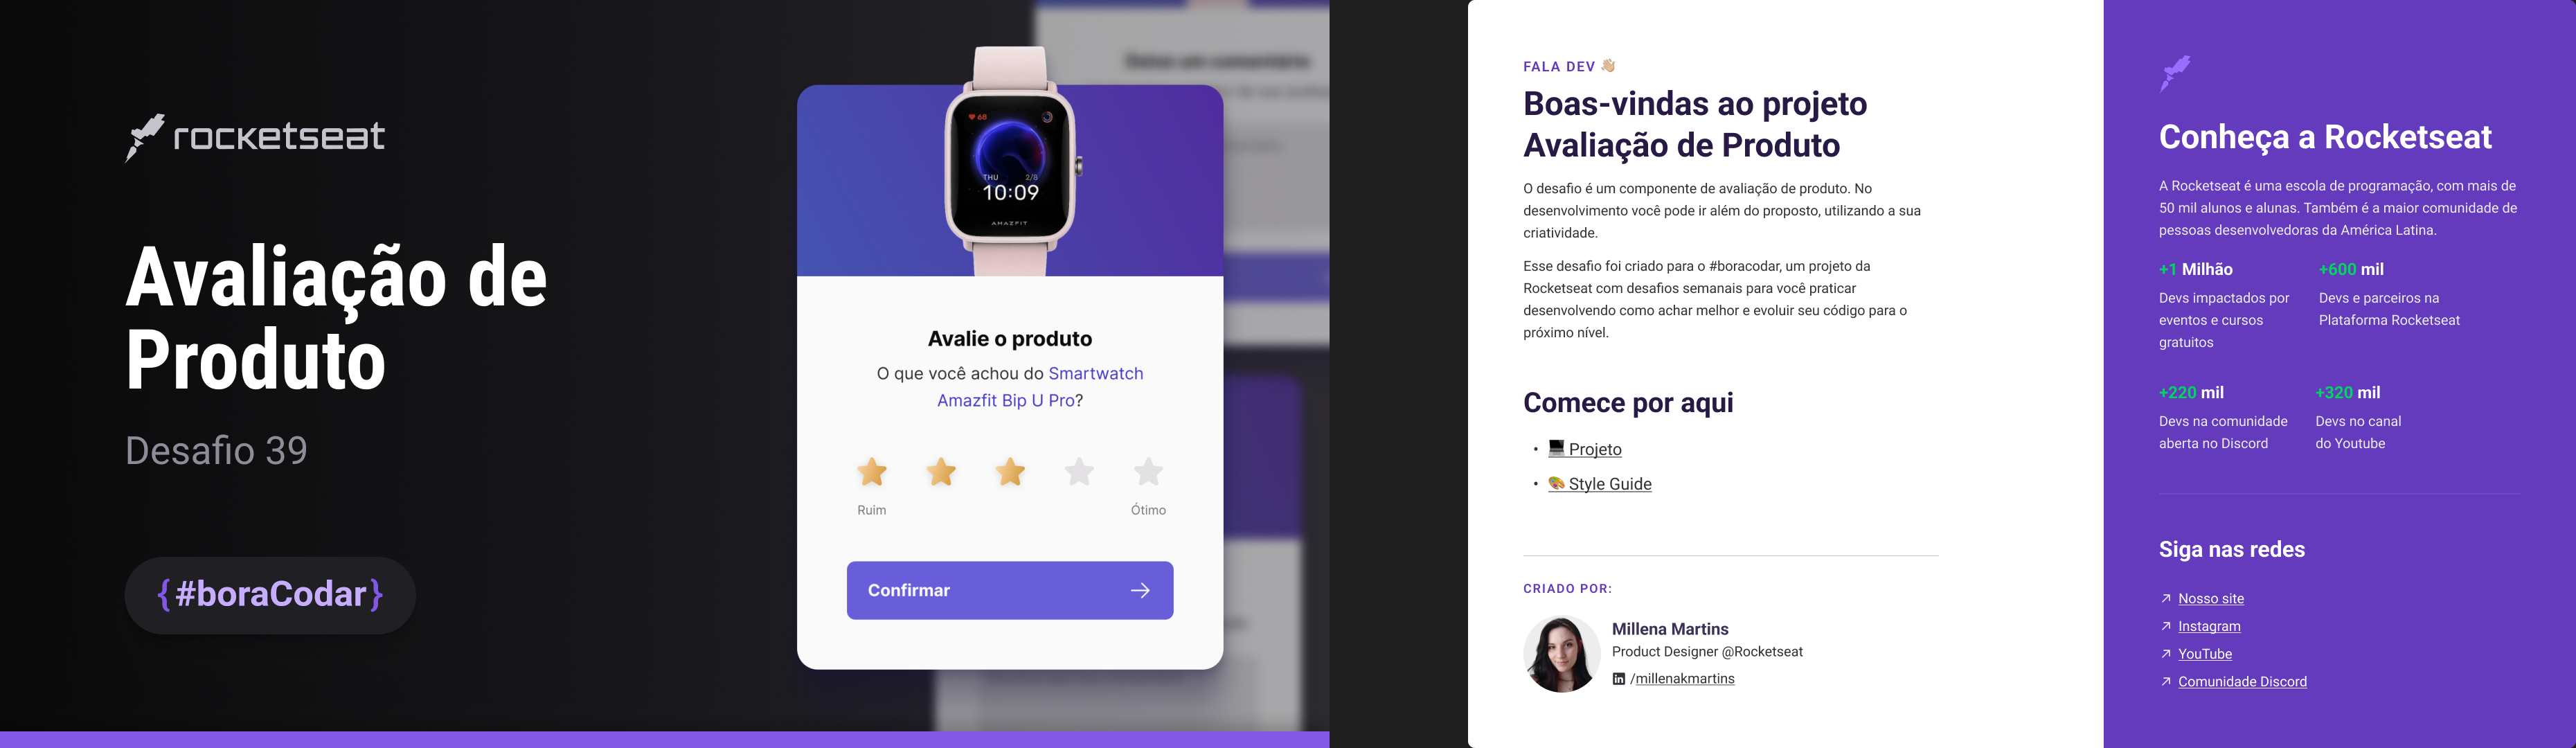 rocketseat
Avaliação de
Produto
Desafio 39
{#boraCodar}
Deixe um comentário
68
THU 2/8
10:09
AMAZFIT
Avalie o produto
O que você achou do Smartwatch
Amazfit Bip U Pro?
Ruim
Ótimo
Confirmar
FALA DEV 👋🏼
Boas-vindas ao projeto
Avaliação de Produto
O desafio é um componente de avaliação de produto. No
desenvolvimento você pode ir além do proposto, utilizando a sua
criatividade.
Esse desafio foi criado para o #boracodar, um projeto da
Rocketseat com desafios semanais para você praticar
desenvolvendo como achar melhor e evoluir seu código para o
próximo nível.
Comece por aqui
• 💻 Projeto
• 🎨 Style Guide
CRIADO POR:
Millena Martins
Product Designer @Rocketseat
in /millenakmartins
Conheça a Rocketseat
A Rocketseat é uma escola de programação, com mais de
50 mil alunos e alunas. Também é a maior comunidade de
pessoas desenvolvedoras da América Latina.
+1 Milhão
Devs impactados por
eventos e cursos
gratuitos
+600 mil
Devs e parceiros na
Plataforma Rocketseat
+220 mil
Devs na comunidade
aberta no Discord
+320 mil
Devs no canal
do Youtube
Siga nas redes
Nosso site
Instagram
YouTube
Comunidade Discord